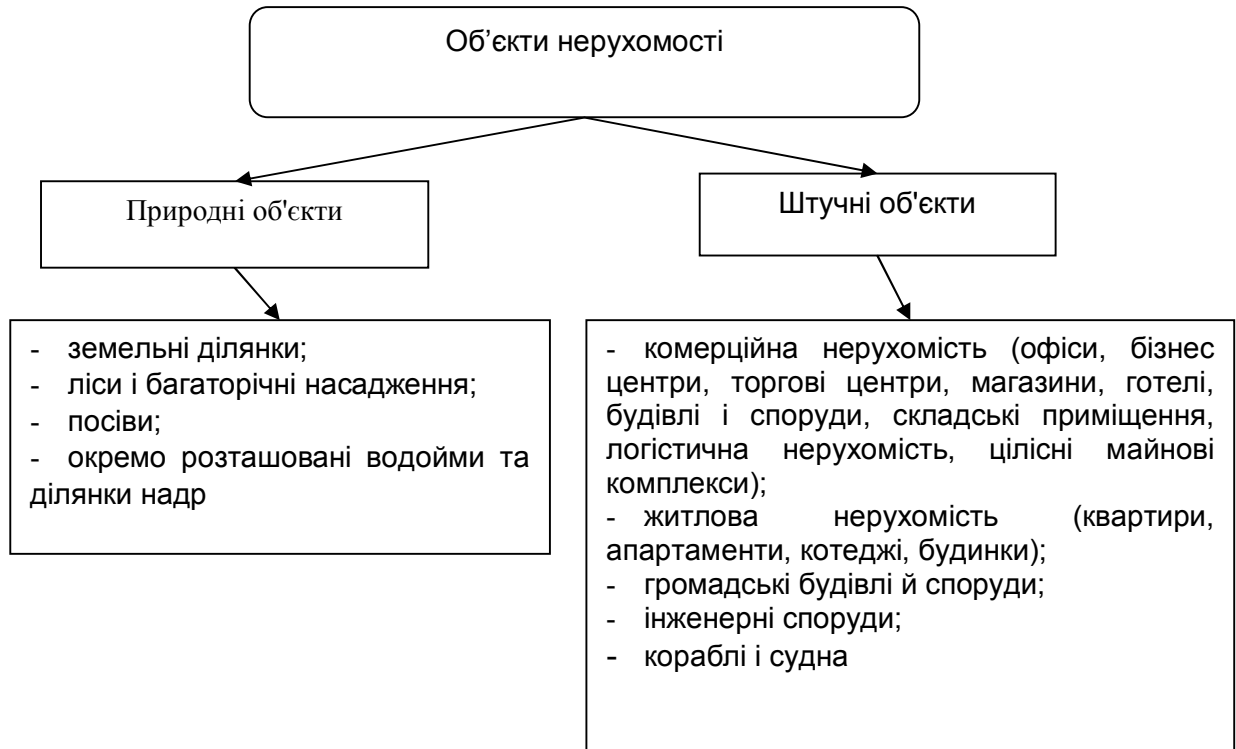 Об’єкти нерухомості
Природні об'єкти
Штучні об'єкти
- земельні ділянки;
- ліси і багаторічні насадження;
- посіви;
- окремо розташовані водойми та
ділянки надр
- комерційна нерухомість (офіси, бізнес
центри, торгові центри, магазини, готелі,
будівлі і споруди, складські приміщення,
логістична нерухомість, цілісні майнові
комплекси);
- житлова нерухомість (квартири,
апартаменти, котеджі, будинки);
- громадські будівлі й споруди;
- інженерні споруди;
- кораблі і судна